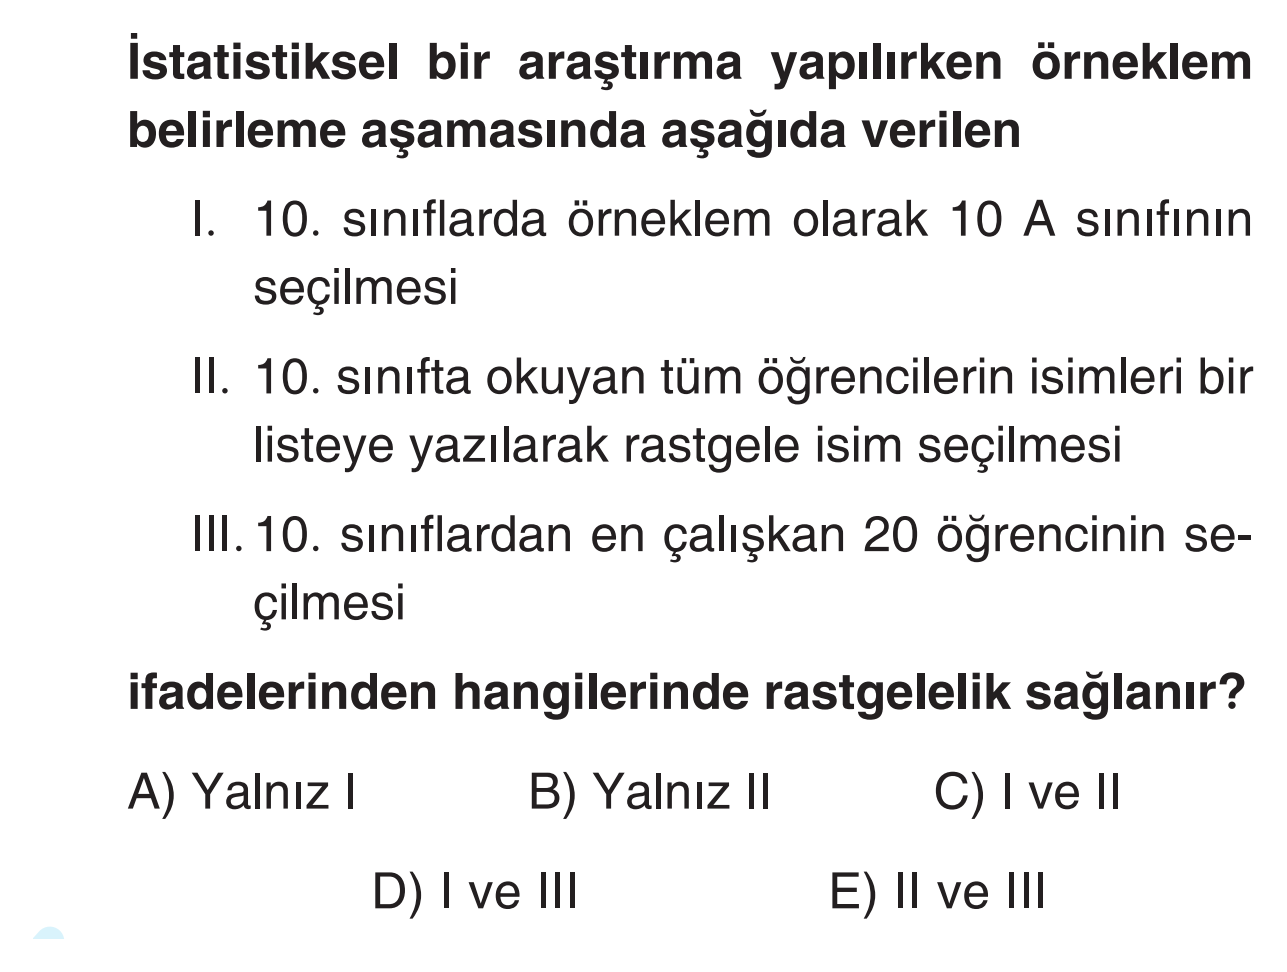 İstatistiksel bir araştırma yapılırken örneklem
belirleme aşamasında aşağıda verilen
I. 10. sınıflarda örneklem olarak 10 A sınıfının
seçilmesi
II. 10. sınıfta okuyan tüm öğrencilerin isimleri bir
listeye yazılarak rastgele isim seçilmesi
III. 10. sınıflardan en çalışkan 20 öğrencinin se-
çilmesi
ifadelerinden hangilerinde rastgelelik sağlanır?
A) Yalnız I B) Yalnız II C) I ve II
D) I ve III E) II ve III